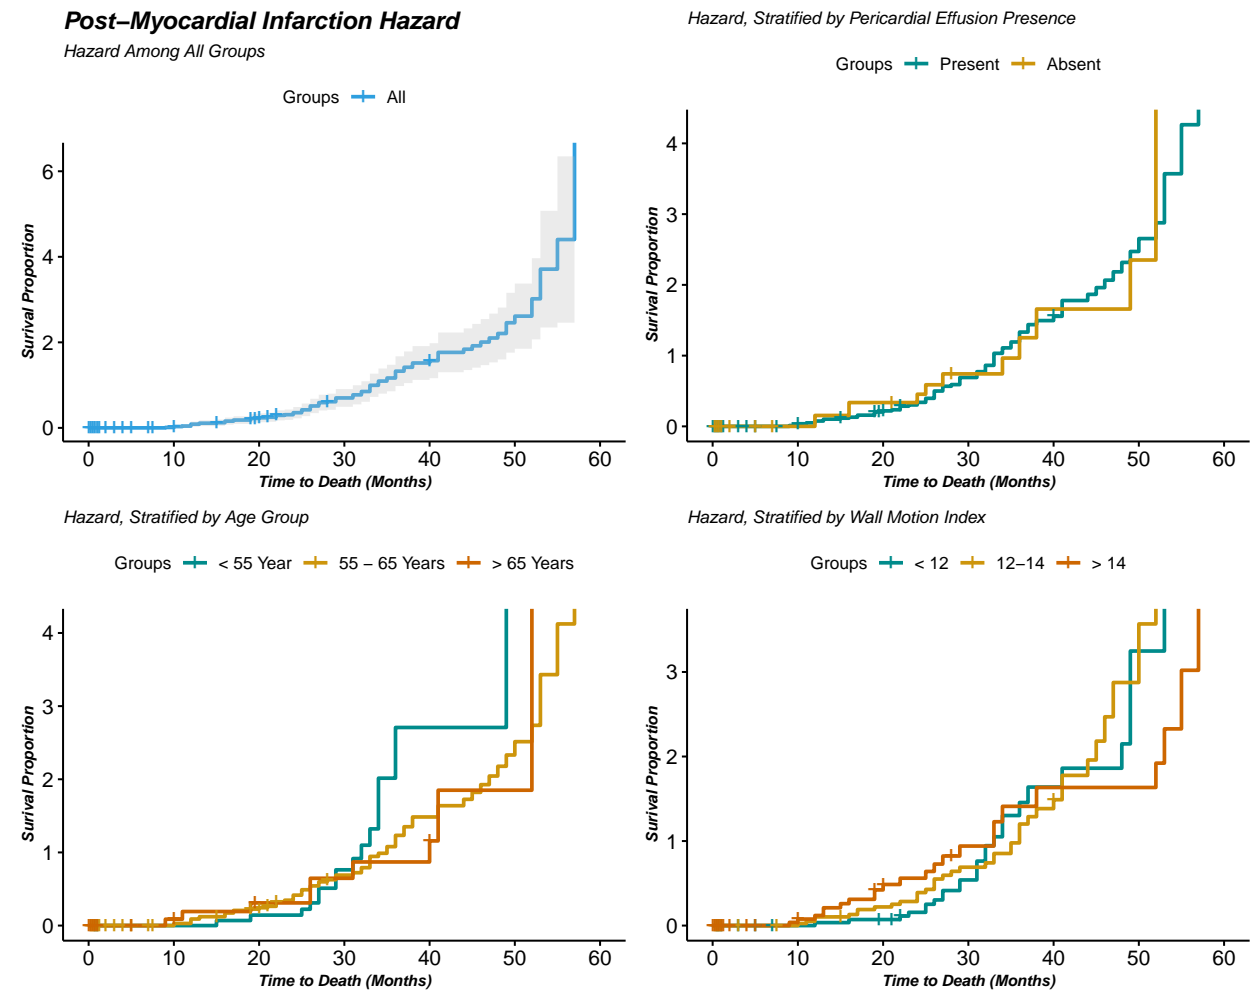 Post–Myocardial Infarction Hazard
Hazard Among All Groups
Groups All
Surival Proportion
6
4
2
0
0 10 20 30 40 50 60
Time to Death (Months)
Hazard, Stratified by Pericardial Effusion Presence
Groups Present Absent
Surival Proportion
4
3
2
1
0
0 10 20 30 40 50 60
Time to Death (Months)
Hazard, Stratified by Age Group
Groups < 55 Year 55 – 65 Years > 65 Years
Surival Proportion
4
3
2
1
0
0 10 20 30 40 50 60
Time to Death (Months)
Hazard, Stratified by Wall Motion Index
Groups < 12 12–14 > 14
Surival Proportion
3
2
1
0
0 10 20 30 40 50 60
Time to Death (Months)